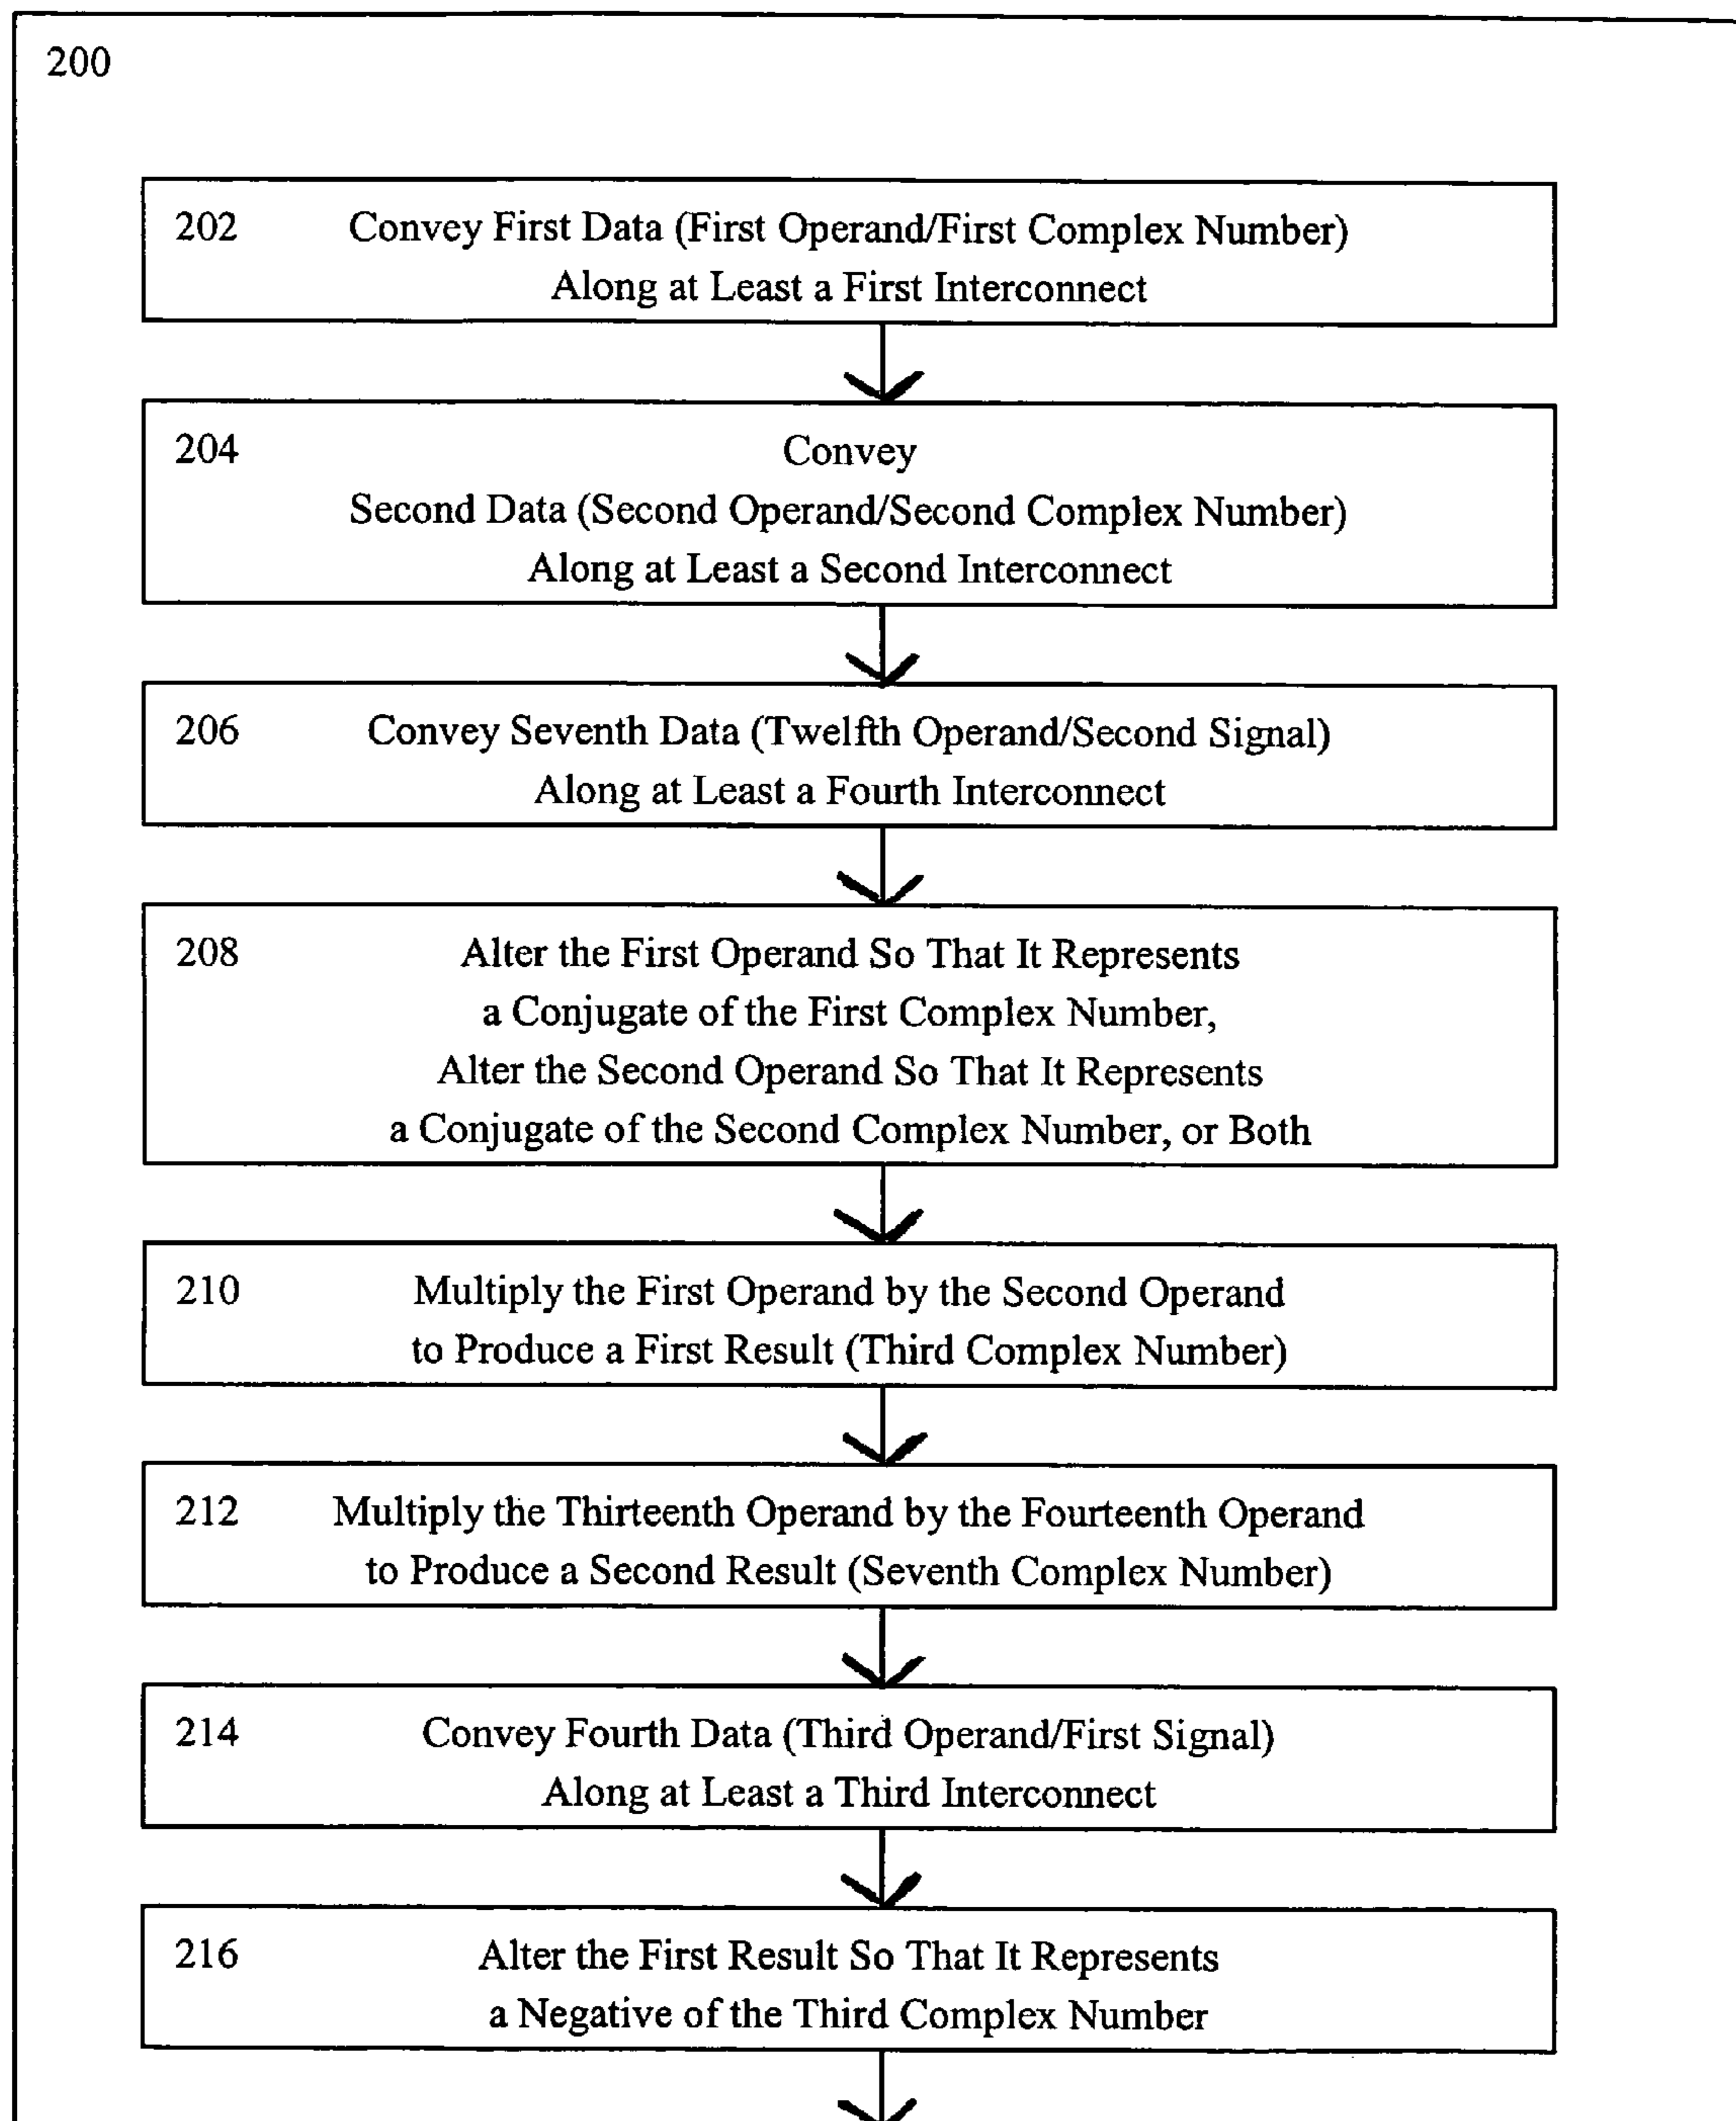 200
202 Convey First Data (First Operand/First Complex Number)
Along at Least a First Interconnect
204 Convey
Second Data (Second Operand/Second Complex Number)
Along at Least a Second Interconnect
206 Convey Seventh Data (Twelfth Operand/Second Signal)
Along at Least a Fourth Interconnect
208 Alter the First Operand So That It Represents
a Conjugate of the First Complex Number,
Alter the Second Operand So That It Represents
a Conjugate of the Second Complex Number, or Both
210 Multiply the First Operand by the Second Operand
to Produce a First Result (Third Complex Number)
212 Multiply the Thirteenth Operand by the Fourteenth Operand
to Produce a Second Result (Seventh Complex Number)
214 Convey Fourth Data (Third Operand/First Signal)
Along at Least a Third Interconnect
216 Alter the First Result So That It Represents
a Negative of the Third Complex Number